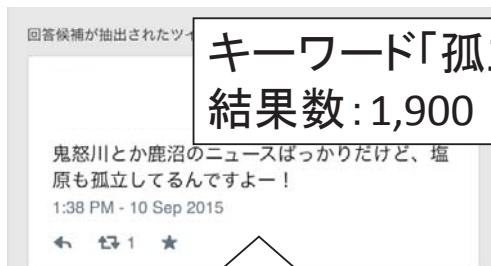 回答候補が抽出されたツイ
キーワード「孤
結果数:1,900
鬼怒川とか鹿沼のニュースばっかりだけど、塩
原も孤立してるんですよー!
1:38 PM - 10 Sep 2015
1